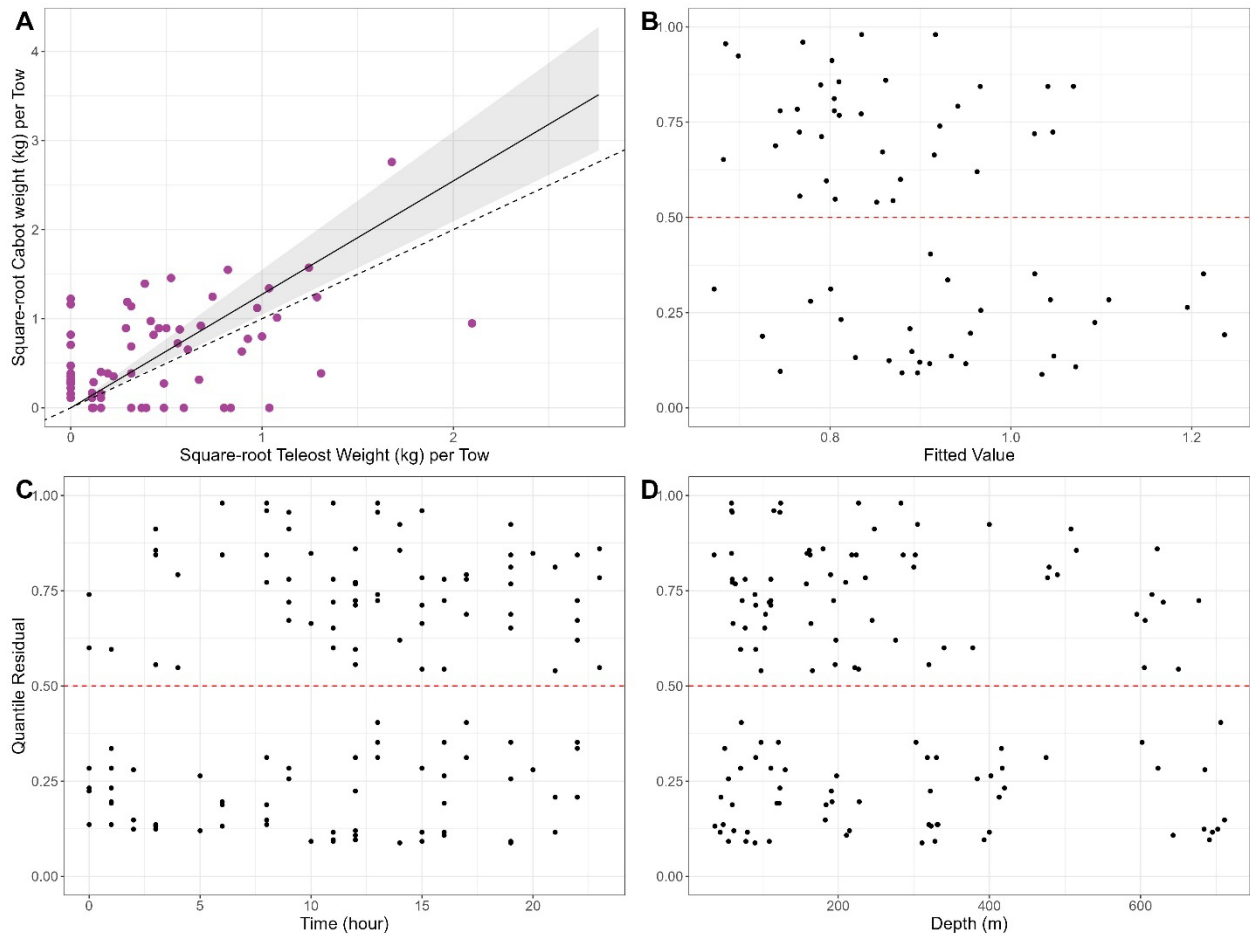 A
Square-root Cabot weight (kg) per Tow
4
3
2
1
0
0 1 2
Square-root Teleost Weight (kg) per Tow
B
1.00
0.75
0.50
0.25
0.00
0.8 1.0 1.2
Fitted Value
C
Quantile Residual
1.00
0.75
0.50
0.25
0.00
0 5 10 15 20
Time (hour)
D
1.00
0.75
0.50
0.25
0.00
200 400 600
Depth (m)